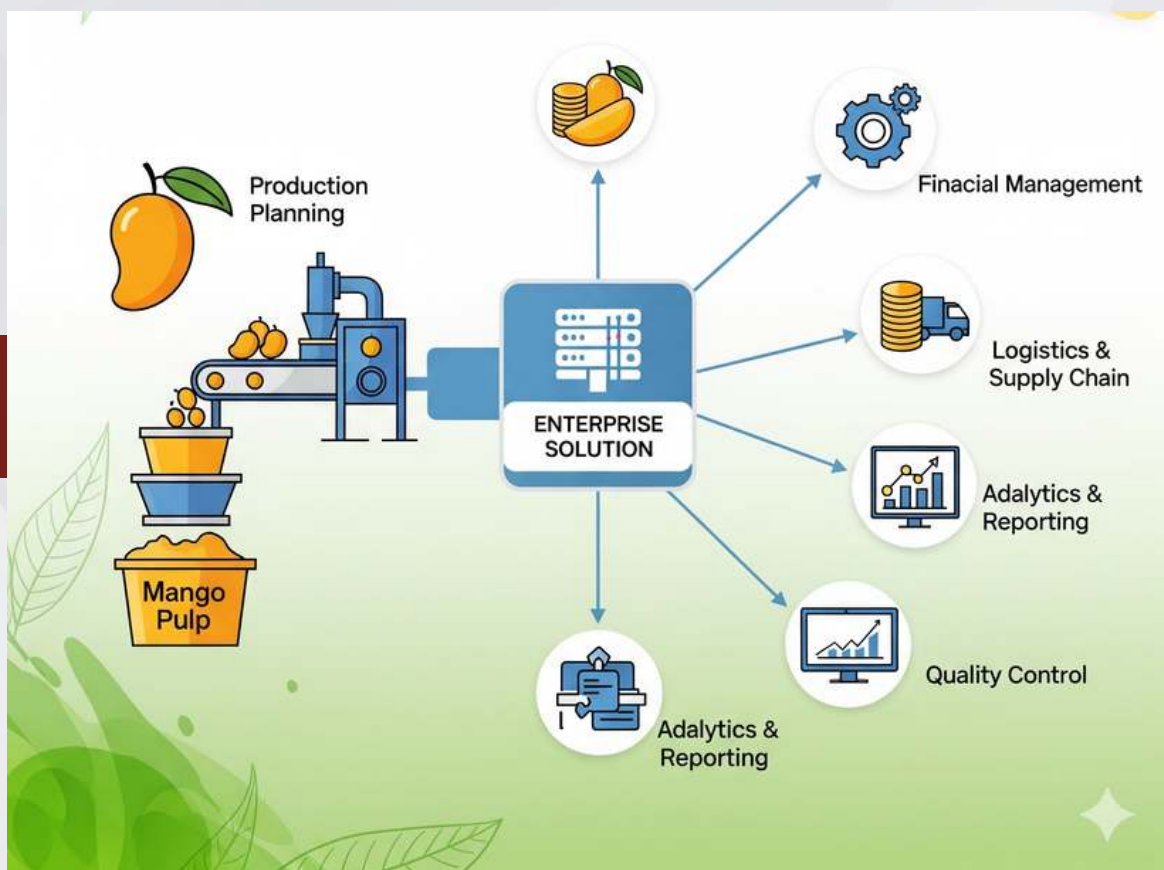 Production
Planning
Finacial Management
Logistics &
Supply Chain
ENTERPRISE
SOLUTION
Adalytics &
Reporting
Mango
Pulp
Quality Control
Adalytics &
Reporting